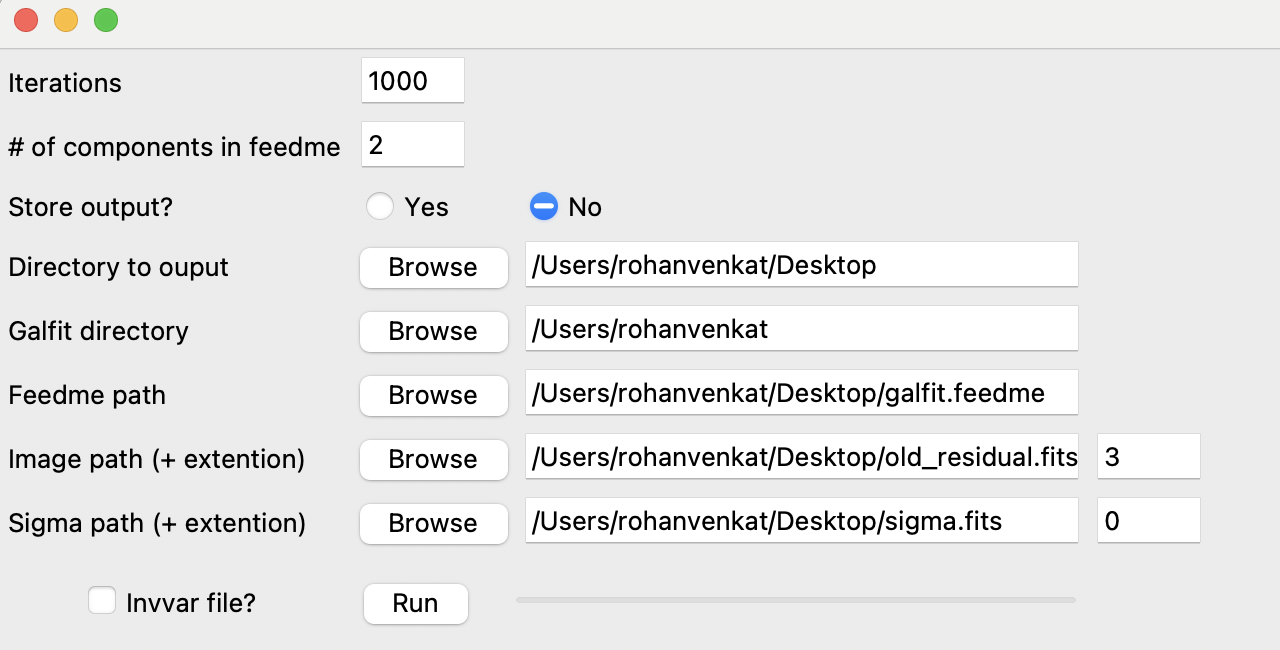 Iterations 1000
# of components in feedme 2
Store output? Yes No
Directory to ouput Browse /Users/rohanvenkat/Desktop
Galfit directory Browse /Users/rohanvenkat
Feedme path Browse /Users/rohanvenkat/Desktop/galfit.feedme
Image path (+ extention) Browse /Users/rohanvenkat/Desktop/old_residual.fits 3
Sigma path (+ extention) Browse /Users/rohanvenkat/Desktop/sigma.fits 0
Invvar file? Run